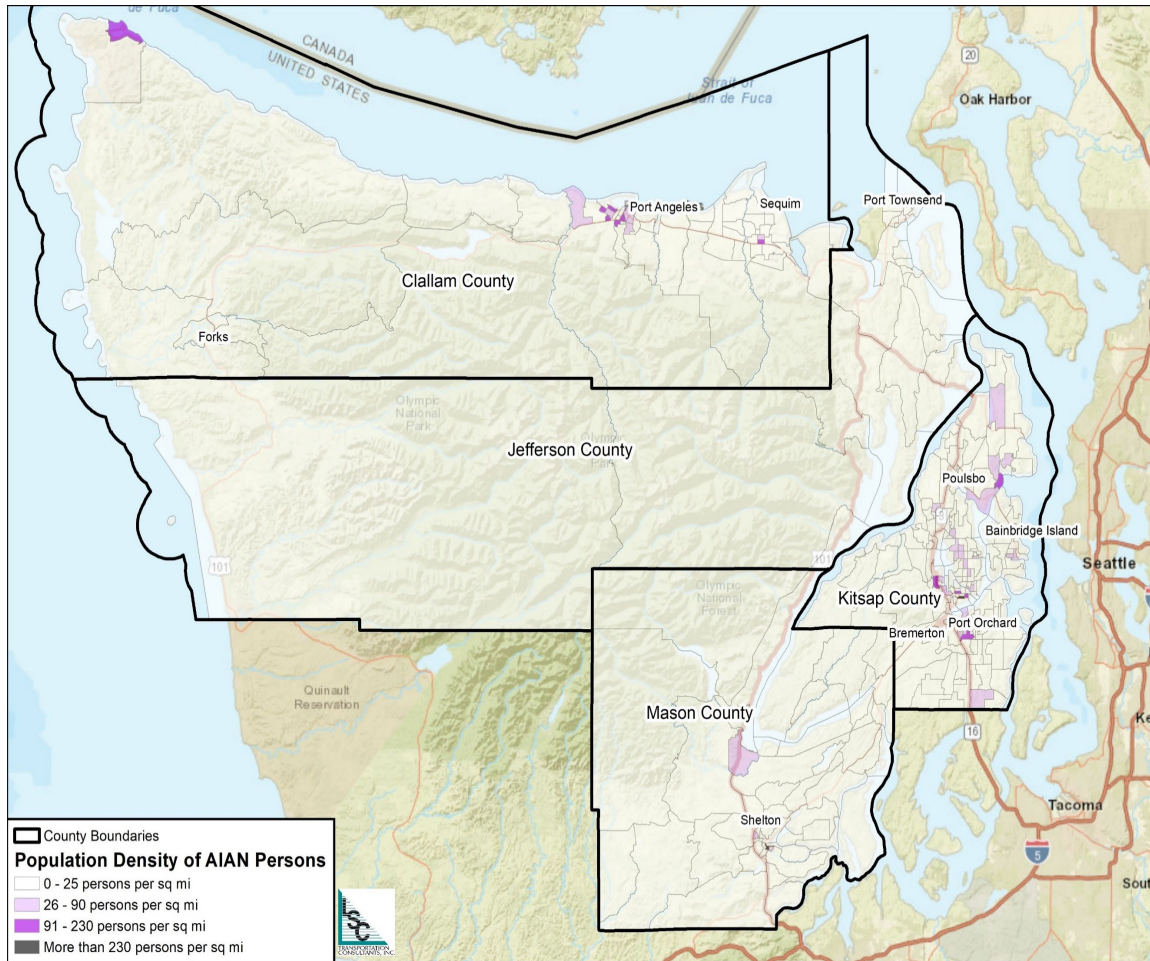 de Fuca
CANADA
UNITED STATES
Strait of
Juan de Fuca
20
Oak Harbor
Port Angeles
Sequim
Port Townsend
Clallam County
Forks
Olympic
National
Park
Jefferson County
Olympic
Poulsbo
Bainbridge Island
101
101
Seattle
Olympic
National
Forest
Kitsap County
Port Orchard
Bremerton
Quinault
Reservation
Mason County
16
Tacoma
Shelton
5
County Boundaries
Population Density of AIAN Persons
0 - 25 persons per sq mi
26 - 90 persons per sq mi
91 - 230 persons per sq mi
More than 230 persons per sq mi
LSC
TRANSPORTATION
CONSULTANTS, INC.